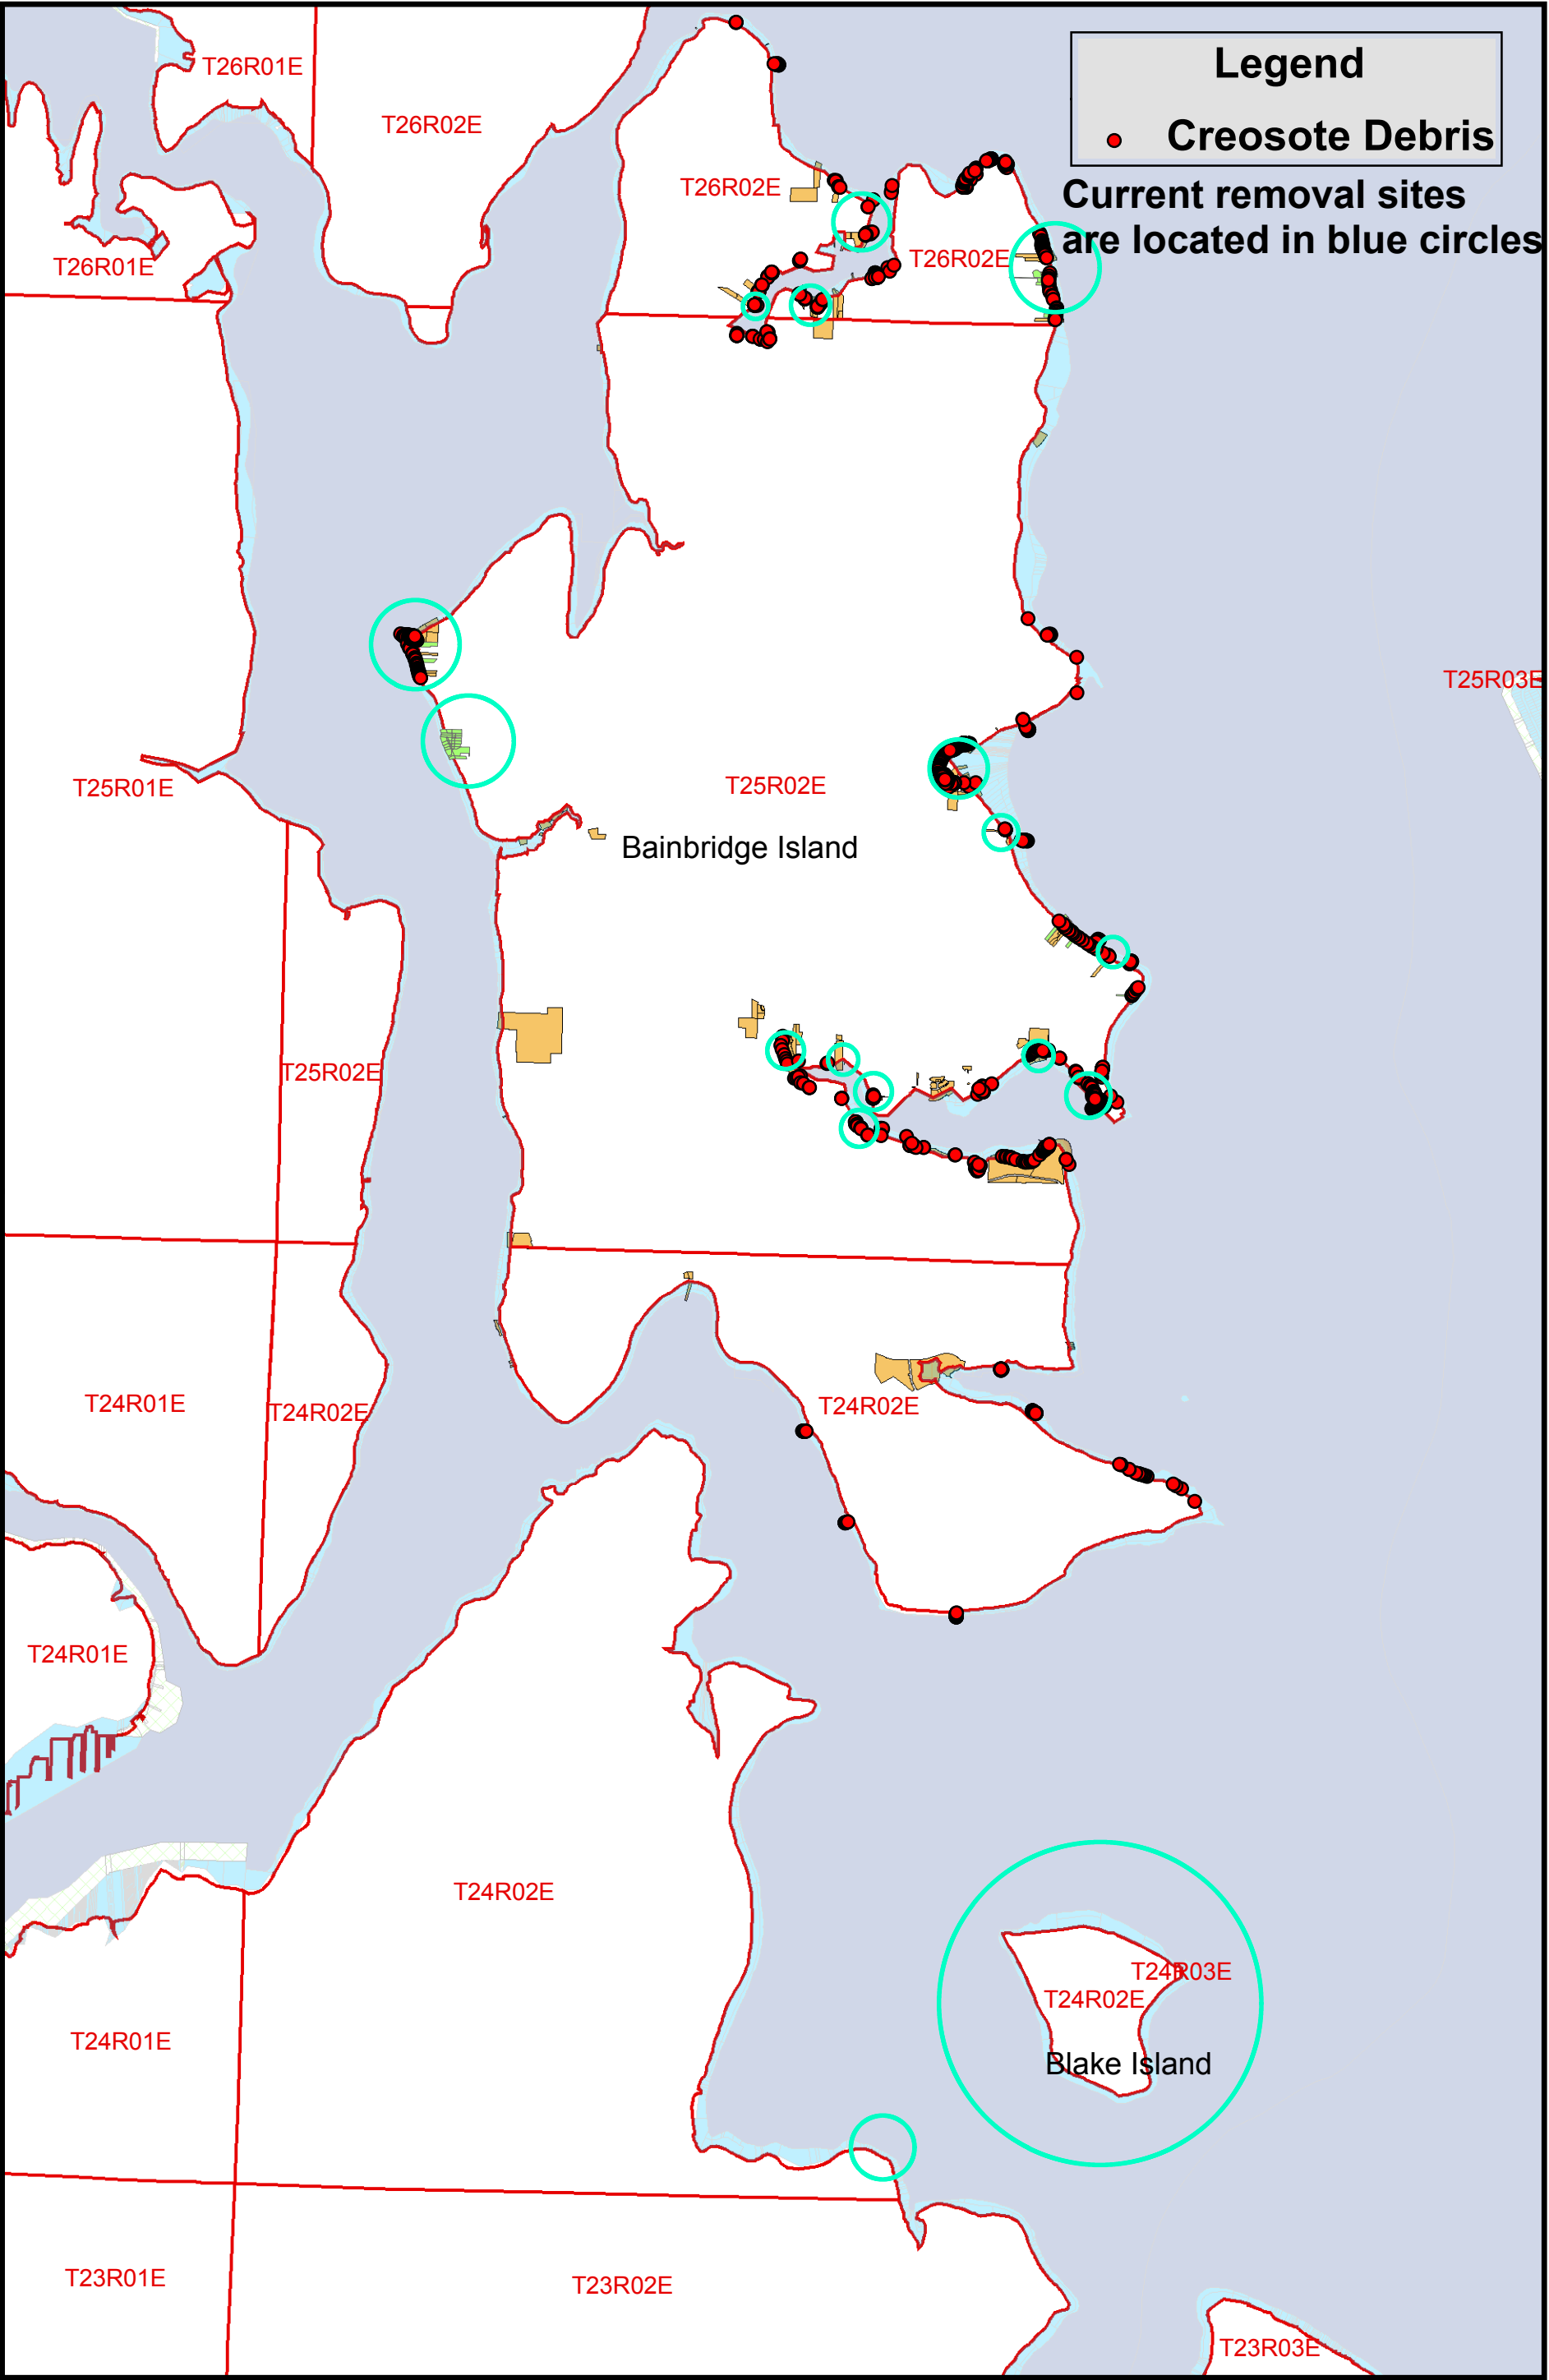 Legend
Creosote Debris
Current removal sites
are located in blue circles
T26R01E
T26R02E
T26R02E
T26R01E
T26R02E
T25R03E
T25R01E
T25R02E
Bainbridge Island
T25R02E
T24R01E
T24R02E
T24R02E
T24R01E
T24R02E
T24R03E
T24R02E
T24R01E
Blake Island
T23R01E
T23R02E
T23R03E